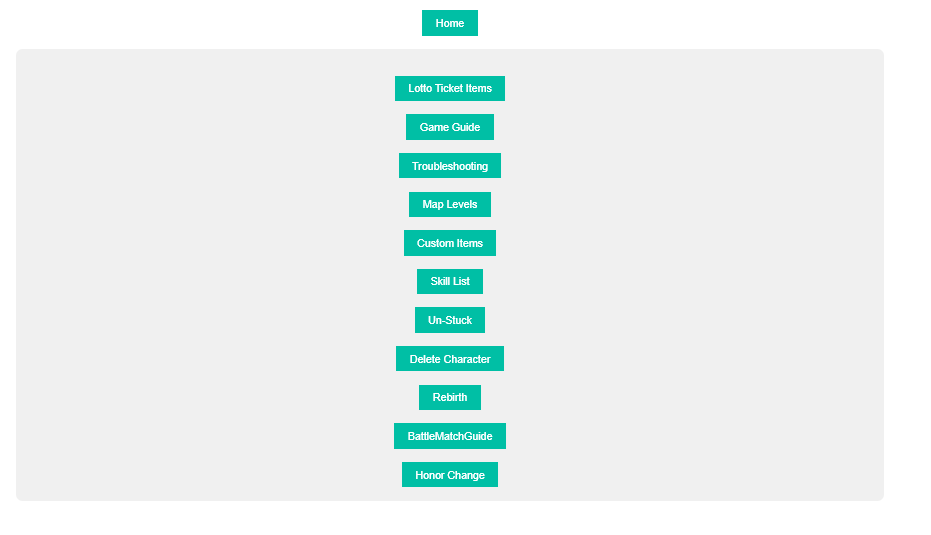 Home
Lotto Ticket Items
Game Guide
Troubleshooting
Map Levels
Custom Items
Skill List
Un-Stuck
Delete Character
Rebirth
BattleMatchGuide
Honor Change